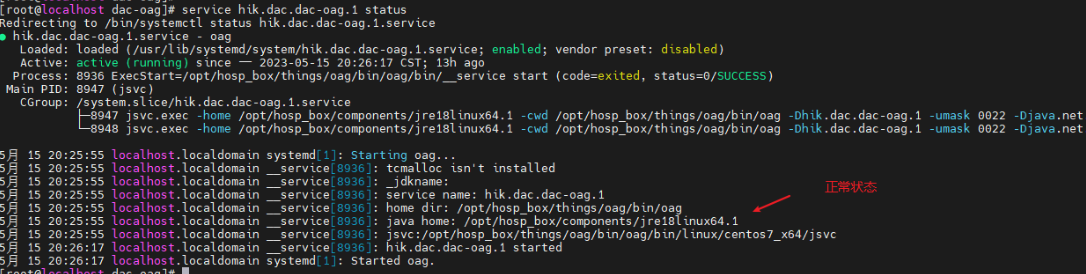 [root@localhost dac-oag]# service hik.dac.dac-oag.1 status
Redirecting to /bin/systemctl status hik.dac.dac-oag.1.service
● hik.dac.dac-oag.1.service - oag
Loaded: loaded (/usr/lib/systemd/system/hik.dac.dac-oag.1.service; enabled; vendor preset: disabled)
Active: active (running) since 一 2023-05-15 20:26:17 CST; 13h ago
Process: 8936 ExecStart=/opt/hosp_box/things/oag/bin/oag/bin/__service start (code=exited, status=0/SUCCESS)
Main PID: 8947 (jsvc)
CGroup: /system.slice/hik.dac.dac-oag.1.service
├─8947 jsvc.exec -home /opt/hosp_box/components/jre18linux64.1 -cwd /opt/hosp_box/things/oag/bin/oag -Dhik.dac.dac-oag.1 -umask 0022 -Djava.net
└─8948 jsvc.exec -home /opt/hosp_box/components/jre18linux64.1 -cwd /opt/hosp_box/things/oag/bin/oag -Dhik.dac.dac-oag.1 -umask 0022 -Djava.net
5月 15 20:25:55 localhost.localdomain systemd[1]: Starting oag...
5月 15 20:25:55 localhost.localdomain __service[8936]: tcmalloc isn't installed
5月 15 20:25:55 localhost.localdomain __service[8936]: _jdkname:
5月 15 20:25:55 localhost.localdomain __service[8936]: service name: hik.dac.dac-oag.1
5月 15 20:25:55 localhost.localdomain __service[8936]: home dir: /opt/hosp_box/things/oag/bin/oag
5月 15 20:25:55 localhost.localdomain __service[8936]: java home: /opt/hosp_box/components/jre18linux64.1
5月 15 20:25:55 localhost.localdomain __service[8936]: jsvc:/opt/hosp_box/things/oag/bin/oag/bin/linux/centos7_x64/jsvc
5月 15 20:26:17 localhost.localdomain __service[8936]: hik.dac.dac-oag.1 started
5月 15 20:26:17 localhost.localdomain systemd[1]: Started oag.
[root@localhost dac-oag]#
正常状态